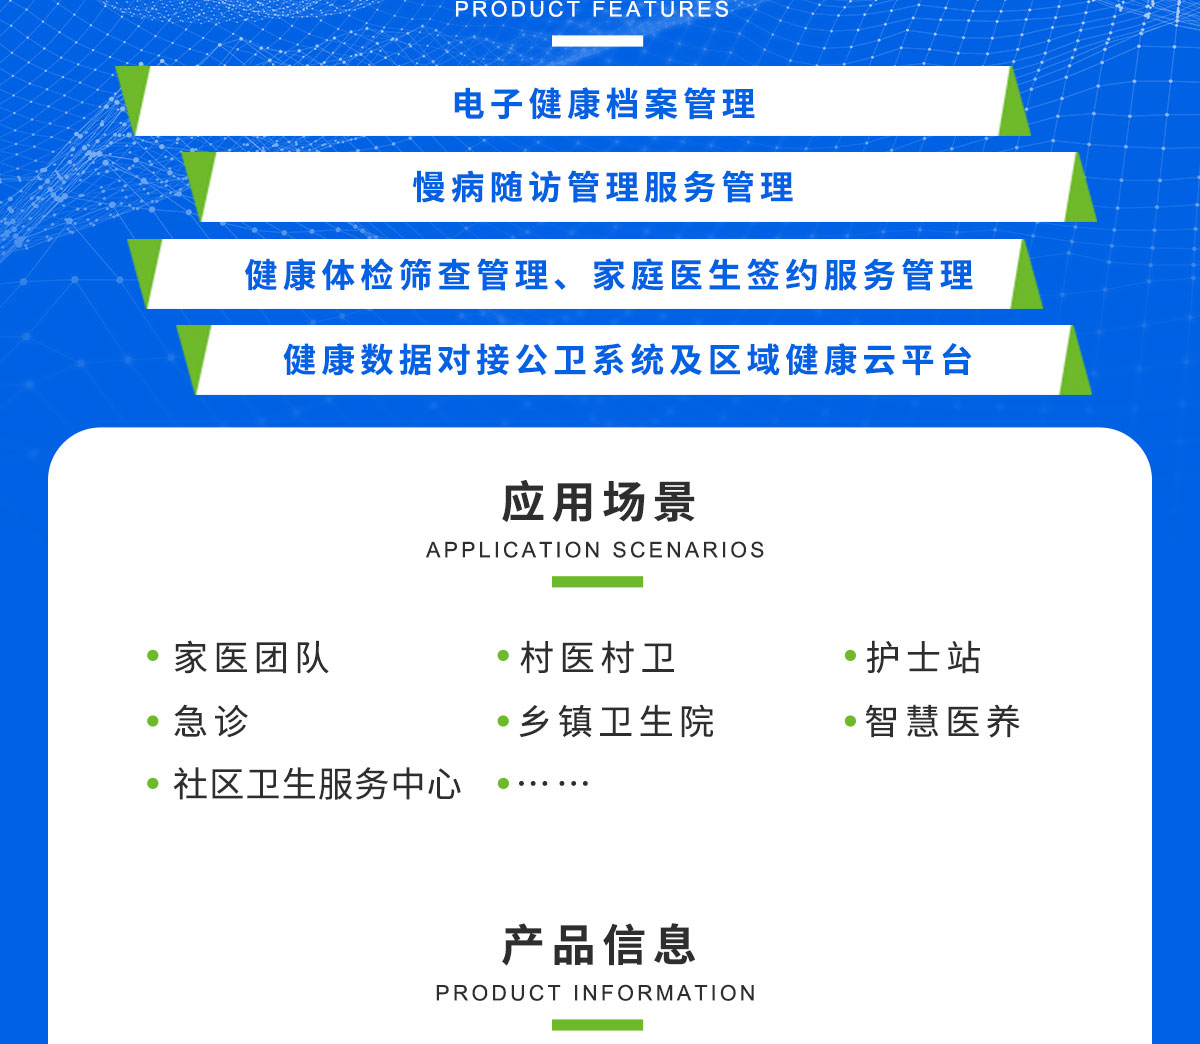 PRODUCT FEATURES
电子健康档案管理
慢病随访管理服务管理
健康体检筛查管理、家庭医生签约服务管理
健康数据对接公卫系统及区域健康云平台
应用场景
APPLICATION SCENARIOS
• 家医团队 • 村医村卫 • 护士站
• 急诊 • 乡镇卫生院 • 智慧医养
• 社区卫生服务中心 • ……
产品信息
PRODUCT INFORMATION